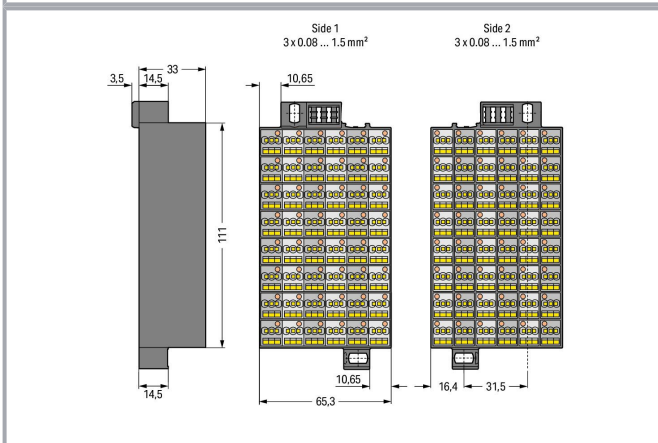 Side 1
3 x 0.08 ... 1.5 mm²
Side 2
3 x 0.08 ... 1.5 mm²
33
3,5
14,5
10,65
111
14,5
10,65
65,3
16,4
31,5